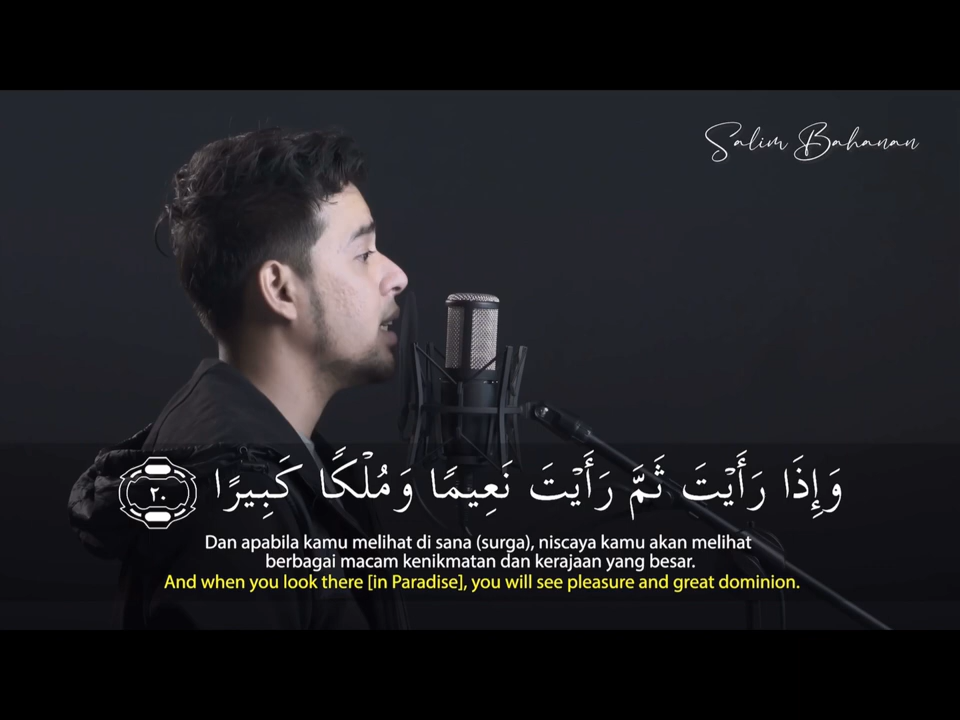 Salim Bahanan
وَإِذَا رَأَيْتَ ثَمَّ رَأَيْتَ نَعِيمًا وَمُلْكًا كَبِيرًا ٢٠
Dan apabila kamu melihat di sana (surga), niscaya kamu akan melihat
berbagai macam kenikmatan dan kerajaan yang besar.
And when you look there [in Paradise], you will see pleasure and great dominion.